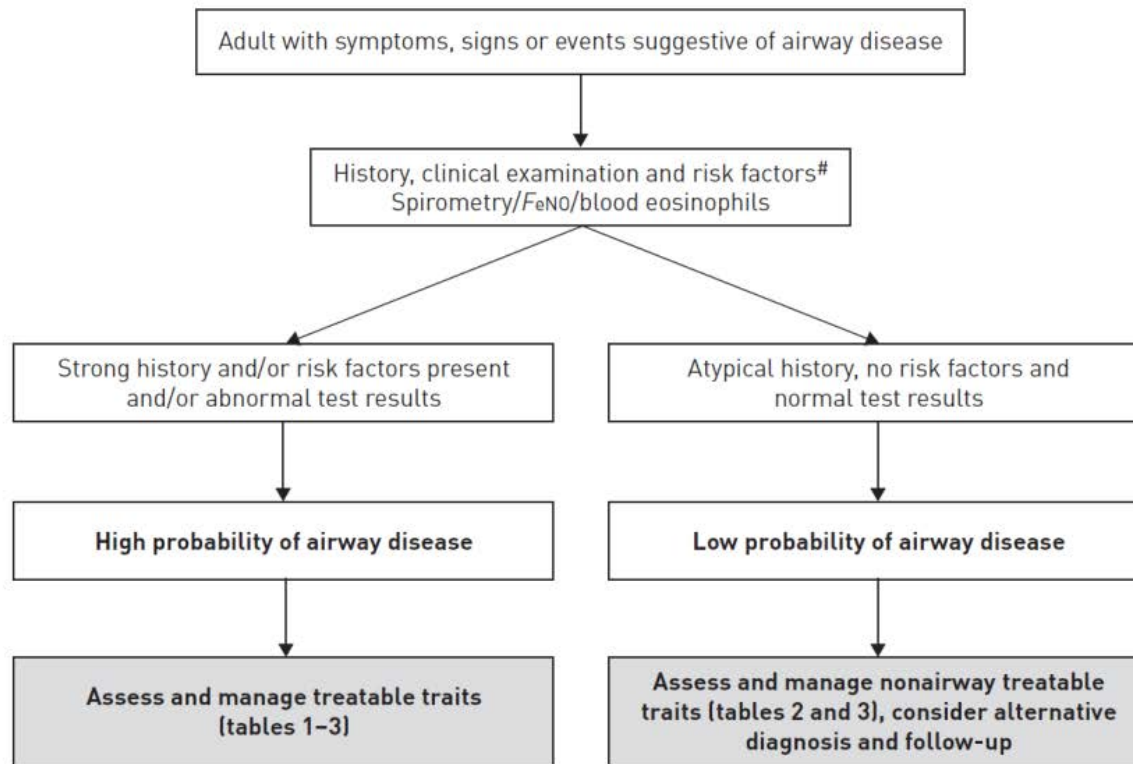 Adult with symptoms, signs or events suggestive of airway disease
History, clinical examination and risk factors#
Spirometry/FeNO/blood eosinophils
Strong history and/or risk factors present
and/or abnormal test results
Atypical history, no risk factors and
normal test results
High probability of airway disease
Low probability of airway disease
Assess and manage treatable traits
(tables 1–3)
Assess and manage nonairway treatable
traits (tables 2 and 3), consider alternative
diagnosis and follow-up